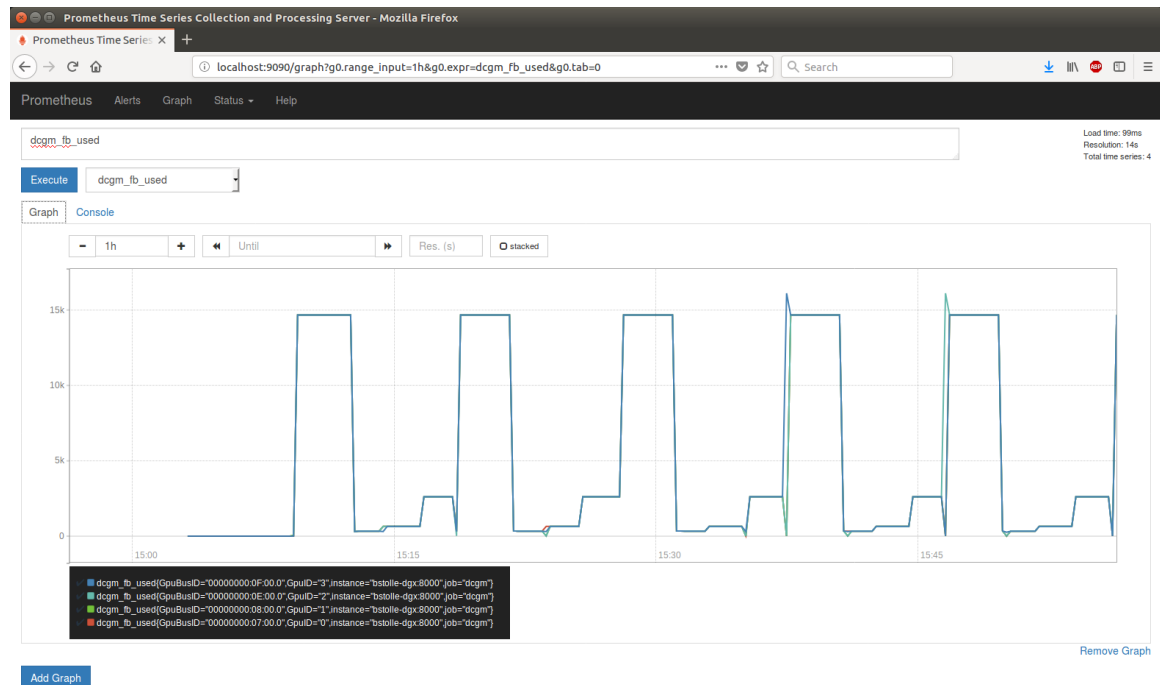 Prometheus Time Series Collection and Processing Server - Mozilla Firefox
Prometheus Time Series
localhost:9090/graph?g0.range_input=1h&g0.expr=dcgm_fb_used&g0.tab=0
Search
ABP
Prometheus Alerts Graph Status Help
dcgm_fb_used
Load time: 99ms
Resolution: 14s
Total time series: 4
Execute dcgm_fb_used
Graph Console
1h Until Res. (s) stacked
15k
10k
5k
0
15:00 15:15 15:30 15:45
dcgm_fb_used{GpuBusID="00000000:0F:00.0",GpuID="3",instance="bstolle-dgx:8000",job="dcgm"}
dcgm_fb_used{GpuBusID="00000000:0E:00.0",GpuID="2",instance="bstolle-dgx:8000",job="dcgm"}
dcgm_fb_used{GpuBusID="00000000:08:00.0",GpuID="1",instance="bstolle-dgx:8000",job="dcgm"}
dcgm_fb_used{GpuBusID="00000000:07:00.0",GpuID="0",instance="bstolle-dgx:8000",job="dcgm"}
Remove Graph
Add Graph